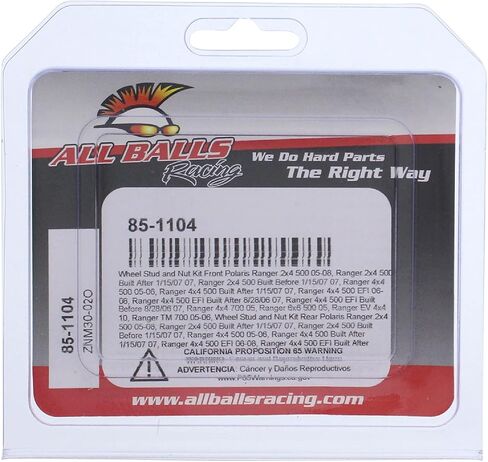 ALL BALLS
Racing
We Do Hard Parts
The Right Way
85-1104
Wheel Stud and Nut Kit Front Polaris Ranger 2x4 500 05-08, Ranger 2x4 500
Built After 1/15/07 07, Ranger 2x4 500 Built Before 1/15/07 07, Ranger 4x4
500 05-06, Ranger 4x4 500 Built After 1/15/07 07, Ranger 4x4 500 EFI 06-
08, Ranger 4x4 500 EFI Built After 8/28/06 07, Ranger 4x4 500 EFI Built
Before 8/28/06 07, Ranger 4x4 700 05, Ranger 6x6 500 05, Ranger EV 4x4
10, Ranger TM 700 05-06, Wheel Stud and Nut Kit Rear Polaris Ranger 2x4
500 05-08, Ranger 2x4 500 Built After 1/15/07 07, Ranger 2x4 500 Built
Before 1/15/07 07, Ranger 4x4 500 05-06, Ranger 4x4 500 Built After
1/15/07 07, Ranger 4x4 500 EFI 06-08, Ranger 4x4 500 EFI Built After
CALIFORNIA PROPOSITION 65 WARNING
WARNING: Cancer and Reproductive Harm
ADVERTENCIA: Cáncer y Daños Reproductivos
www.P65Warnings.ca.gov
85-1104
ZNM30-02O
www.allballsracing.com